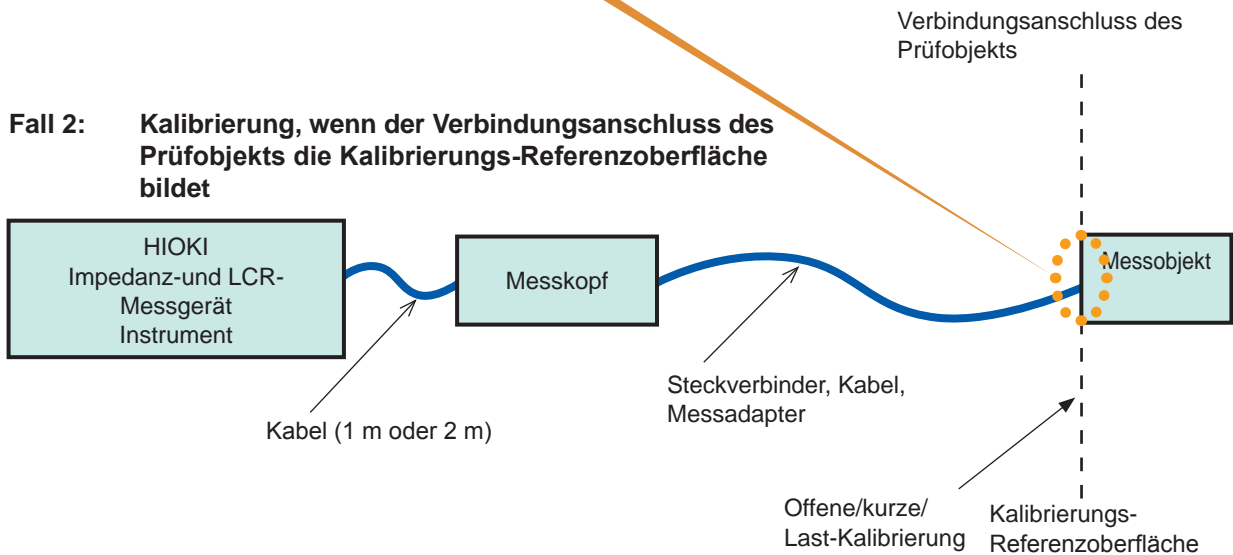 Verbindungsanschluss des
Prüfobjekts
Fall 2: Kalibrierung, wenn der Verbindungsanschluss des
Prüfobjekts die Kalibrierungs-Referenzoberfläche
bildet
HIOKI
Impedanz-und LCR-
Messgerät
Instrument
Messkopf
Messobjekt
Kabel (1 m oder 2 m)
Steckverbinder, Kabel,
Messadapter
Offene/kurze/
Last-Kalibrierung
Kalibrierungs-
Referenzoberfläche